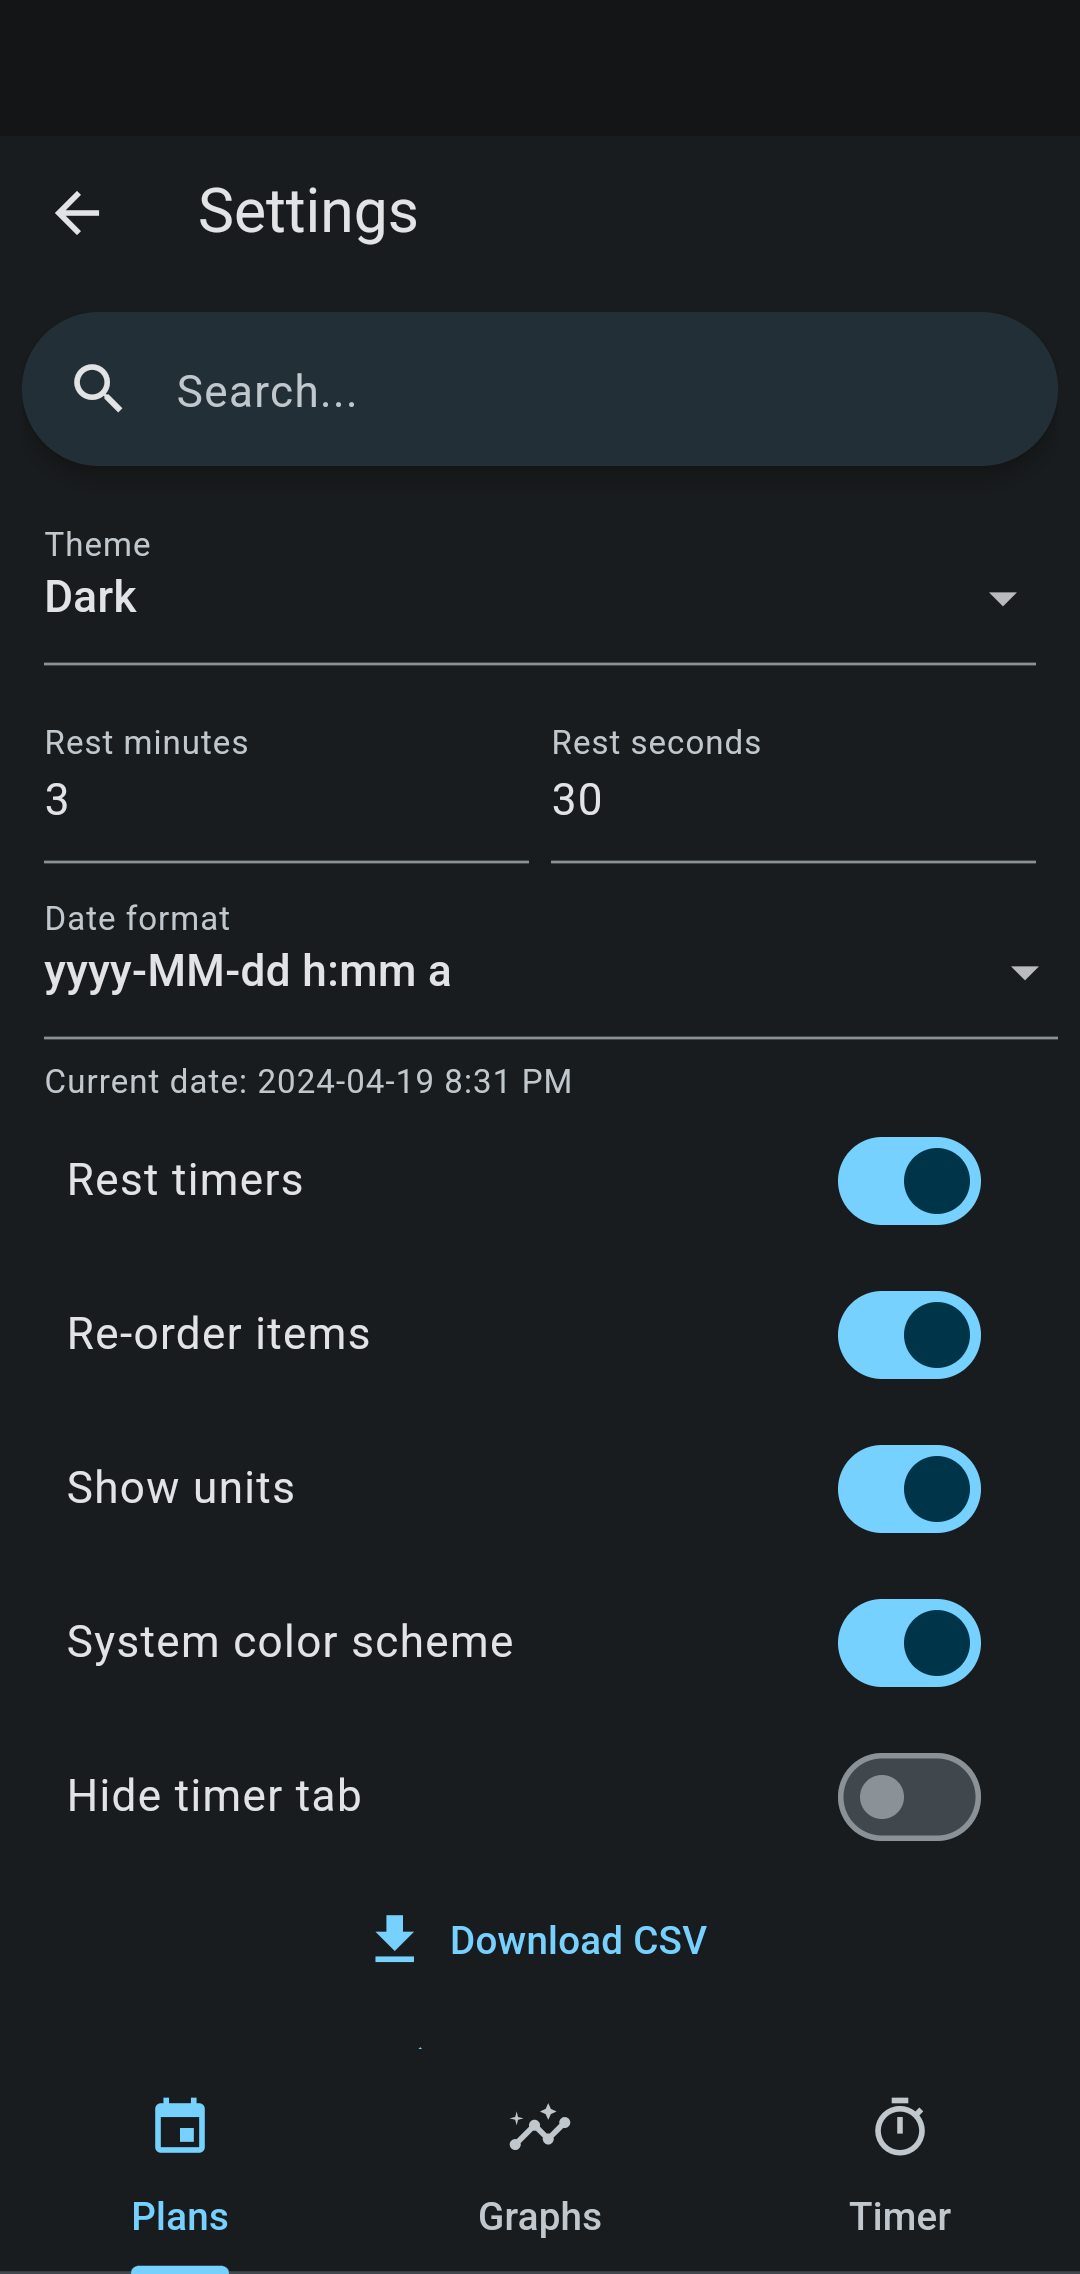 Settings
Search...
Theme
Dark
Rest minutes
Rest seconds
3
30
Date format
yyyy-MM-dd h:mm a
Current date: 2024-04-19 8:31 PM
Rest timers
Re-order items
Show units
System color scheme
Hide timer tab
Download CSV
Plans
Graphs
Timer